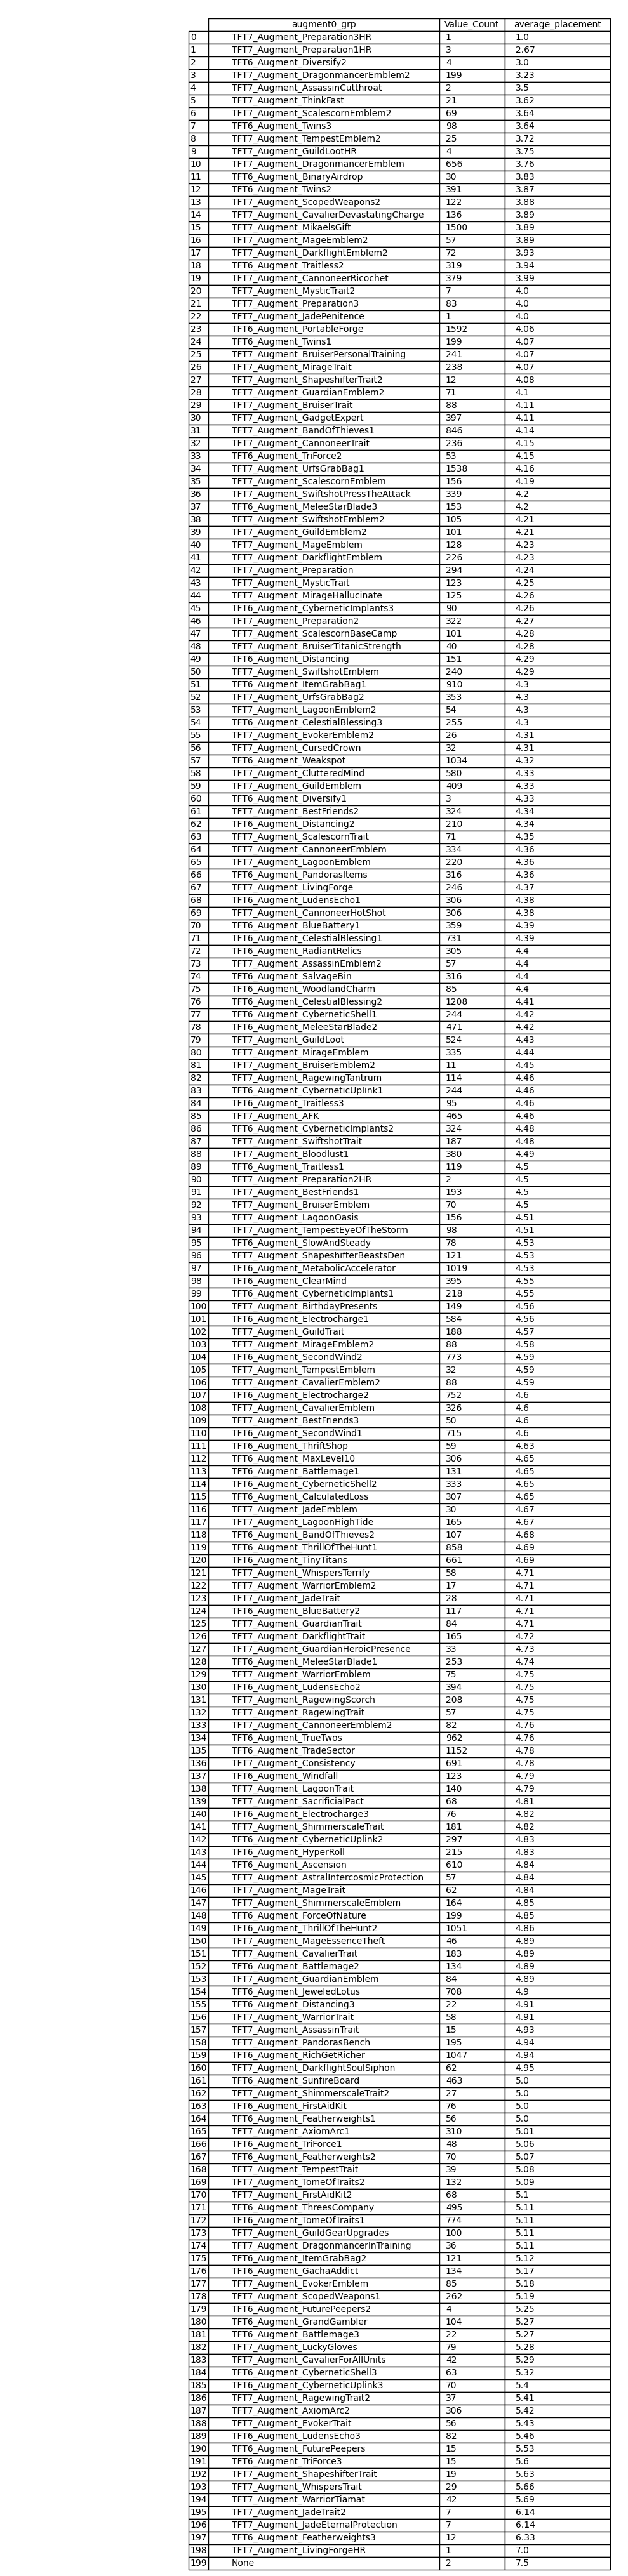 augment0_grp Value_Count average_placement
0 TFT7_Augment_Preparation3HR 1 1.0
1 TFT7_Augment_Preparation1HR 3 2.67
2 TFT6_Augment_Diversify2 4 3.0
3 TFT7_Augment_DragonmancerEmblem2 199 3.23
4 TFT7_Augment_AssassinCutthroat 2 3.5
5 TFT7_Augment_ThinkFast 21 3.62
6 TFT7_Augment_ScalescornEmblem2 69 3.64
7 TFT6_Augment_Twins3 98 3.64
8 TFT7_Augment_TempestEmblem2 25 3.72
9 TFT7_Augment_GuildLootHR 4 3.75
10 TFT7_Augment_DragonmancerEmblem 656 3.76
11 TFT6_Augment_BinaryAirdrop 30 3.83
12 TFT6_Augment_Twins2 391 3.87
13 TFT7_Augment_ScopedWeapons2 122 3.88
14 TFT7_Augment_CavalierDevastatingCharge 136 3.89
15 TFT7_Augment_MikaelsGift 1500 3.89
16 TFT7_Augment_MageEmblem2 57 3.89
17 TFT7_Augment_DarkflightEmblem2 72 3.93
18 TFT6_Augment_Traitless2 319 3.94
19 TFT7_Augment_CannoneerRicochet 379 3.99
20 TFT7_Augment_MysticTrait2 7 4.0
21 TFT7_Augment_Preparation3 83 4.0
22 TFT7_Augment_JadePenitence 1 4.0
23 TFT6_Augment_PortableForge 1592 4.06
24 TFT6_Augment_Twins1 199 4.07
25 TFT7_Augment_BruiserPersonalTraining 241 4.07
26 TFT7_Augment_MirageTrait 238 4.07
27 TFT7_Augment_ShapeshifterTrait2 12 4.08
28 TFT7_Augment_GuardianEmblem2 71 4.1
29 TFT7_Augment_BruiserTrait 88 4.11
30 TFT7_Augment_GadgetExpert 397 4.11
31 TFT7_Augment_BandOfThieves1 846 4.14
32 TFT7_Augment_CannoneerTrait 236 4.15
33 TFT6_Augment_TriForce2 53 4.15
34 TFT7_Augment_UrfsGrabBag1 1538 4.16
35 TFT7_Augment_ScalescornEmblem 156 4.19
36 TFT7_Augment_SwiftshotPressTheAttack 339 4.2
37 TFT6_Augment_MeleeStarBlade3 153 4.2
38 TFT7_Augment_SwiftshotEmblem2 105 4.21
39 TFT7_Augment_GuildEmblem2 101 4.21
40 TFT7_Augment_MageEmblem 128 4.23
41 TFT7_Augment_DarkflightEmblem 226 4.23
42 TFT7_Augment_Preparation 294 4.24
43 TFT7_Augment_MysticTrait 123 4.25
44 TFT7_Augment_MirageHallucinate 125 4.26
45 TFT6_Augment_CyberneticImplants3 90 4.26
46 TFT7_Augment_Preparation2 322 4.27
47 TFT7_Augment_ScalescornBaseCamp 101 4.28
48 TFT7_Augment_BruiserTitanicStrength 40 4.28
49 TFT6_Augment_Distancing 151 4.29
50 TFT7_Augment_SwiftshotEmblem 240 4.29
51 TFT6_Augment_ItemGrabBag1 910 4.3
52 TFT7_Augment_UrfsGrabBag2 353 4.3
53 TFT7_Augment_LagoonEmblem2 54 4.3
54 TFT6_Augment_CelestialBlessing3 255 4.3
55 TFT7_Augment_EvokerEmblem2 26 4.31
56 TFT7_Augment_CursedCrown 32 4.31
57 TFT6_Augment_Weakspot 1034 4.32
58 TFT7_Augment_ClutteredMind 580 4.33
59 TFT7_Augment_GuildEmblem 409 4.33
60 TFT6_Augment_Diversify1 3 4.33
61 TFT7_Augment_BestFriends2 324 4.34
62 TFT6_Augment_Distancing2 210 4.34
63 TFT7_Augment_ScalescornTrait 71 4.35
64 TFT7_Augment_CannoneerEmblem 334 4.36
65 TFT7_Augment_LagoonEmblem 220 4.36
66 TFT6_Augment_PandorasItems 316 4.36
67 TFT7_Augment_LivingForge 246 4.37
68 TFT6_Augment_LudensEcho1 306 4.38
69 TFT7_Augment_CannoneerHotShot 306 4.38
70 TFT6_Augment_BlueBattery1 359 4.39
71 TFT6_Augment_CelestialBlessing1 731 4.39
72 TFT6_Augment_RadiantRelics 305 4.4
73 TFT7_Augment_AssassinEmblem2 57 4.4
74 TFT6_Augment_SalvageBin 316 4.4
75 TFT6_Augment_WoodlandCharm 85 4.4
76 TFT6_Augment_CelestialBlessing2 1208 4.41
77 TFT6_Augment_CyberneticShell1 244 4.42
78 TFT6_Augment_MeleeStarBlade2 471 4.42
79 TFT7_Augment_GuildLoot 524 4.43
80 TFT7_Augment_MirageEmblem 335 4.44
81 TFT7_Augment_BruiserEmblem2 11 4.45
82 TFT7_Augment_RagewingTantrum 114 4.46
83 TFT6_Augment_CyberneticUplink1 244 4.46
84 TFT6_Augment_Traitless3 95 4.46
85 TFT7_Augment_AFK 465 4.46
86 TFT6_Augment_CyberneticImplants2 324 4.48
87 TFT7_Augment_SwiftshotTrait 187 4.48
88 TFT7_Augment_Bloodlust1 380 4.49
89 TFT6_Augment_Traitless1 119 4.5
90 TFT7_Augment_Preparation2HR 2 4.5
91 TFT7_Augment_BestFriends1 193 4.5
92 TFT7_Augment_BruiserEmblem 70 4.5
93 TFT7_Augment_LagoonOasis 156 4.51
94 TFT7_Augment_TempestEyeOfTheStorm 98 4.51
95 TFT6_Augment_SlowAndSteady 78 4.53
96 TFT7_Augment_ShapeshifterBeastsDen 121 4.53
97 TFT6_Augment_MetabolicAccelerator 1019 4.53
98 TFT6_Augment_ClearMind 395 4.55
99 TFT6_Augment_CyberneticImplants1 218 4.55
100 TFT7_Augment_BirthdayPresents 149 4.56
101 TFT6_Augment_Electrocharge1 584 4.56
102 TFT7_Augment_GuildTrait 188 4.57
103 TFT7_Augment_MirageEmblem2 88 4.58
104 TFT6_Augment_SecondWind2 773 4.59
105 TFT7_Augment_TempestEmblem 32 4.59
106 TFT7_Augment_CavalierEmblem2 88 4.59
107 TFT6_Augment_Electrocharge2 752 4.6
108 TFT7_Augment_CavalierEmblem 326 4.6
109 TFT7_Augment_BestFriends3 50 4.6
110 TFT6_Augment_SecondWind1 715 4.6
111 TFT6_Augment_ThriftShop 59 4.63
112 TFT6_Augment_MaxLevel10 306 4.65
113 TFT6_Augment_Battlemage1 131 4.65
114 TFT6_Augment_CyberneticShell2 333 4.65
115 TFT6_Augment_CalculatedLoss 307 4.65
116 TFT7_Augment_JadeEmblem 30 4.67
117 TFT7_Augment_LagoonHighTide 165 4.67
118 TFT6_Augment_BandOfThieves2 107 4.68
119 TFT6_Augment_ThrillOfTheHunt1 858 4.69
120 TFT6_Augment_TinyTitans 661 4.69
121 TFT7_Augment_WhispersTerrify 58 4.71
122 TFT7_Augment_WarriorEmblem2 17 4.71
123 TFT7_Augment_JadeTrait 28 4.71
124 TFT6_Augment_BlueBattery2 117 4.71
125 TFT7_Augment_GuardianTrait 84 4.71
126 TFT7_Augment_DarkflightTrait 165 4.72
127 TFT7_Augment_GuardianHeroicPresence 33 4.73
128 TFT6_Augment_MeleeStarBlade1 253 4.74
129 TFT7_Augment_WarriorEmblem 75 4.75
130 TFT6_Augment_LudensEcho2 394 4.75
131 TFT7_Augment_RagewingScorch 208 4.75
132 TFT7_Augment_RagewingTrait 57 4.75
133 TFT7_Augment_CannoneerEmblem2 82 4.76
134 TFT6_Augment_TrueTwos 962 4.76
135 TFT6_Augment_TradeSector 1152 4.78
136 TFT7_Augment_Consistency 691 4.78
137 TFT6_Augment_Windfall 123 4.79
138 TFT7_Augment_LagoonTrait 140 4.79
139 TFT7_Augment_SacrificialPact 68 4.81
140 TFT6_Augment_Electrocharge3 76 4.82
141 TFT7_Augment_ShimmerscaleTrait 181 4.82
142 TFT6_Augment_CyberneticUplink2 297 4.83
143 TFT6_Augment_HyperRoll 215 4.83
144 TFT6_Augment_Ascension 610 4.84
145 TFT7_Augment_AstralIntercosmicProtection 57 4.84
146 TFT7_Augment_MageTrait 62 4.84
147 TFT7_Augment_ShimmerscaleEmblem 164 4.85
148 TFT6_Augment_ForceOfNature 199 4.85
149 TFT6_Augment_ThrillOfTheHunt2 1051 4.86
150 TFT7_Augment_MageEssenceTheft 46 4.89
151 TFT7_Augment_CavalierTrait 183 4.89
152 TFT6_Augment_Battlemage2 134 4.89
153 TFT7_Augment_GuardianEmblem 84 4.89
154 TFT6_Augment_JeweledLotus 708 4.9
155 TFT6_Augment_Distancing3 22 4.91
156 TFT7_Augment_WarriorTrait 58 4.91
157 TFT7_Augment_AssassinTrait 15 4.93
158 TFT7_Augment_PandorasBench 195 4.94
159 TFT6_Augment_RichGetRicher 1047 4.94
160 TFT7_Augment_DarkflightSoulSiphon 62 4.95
161 TFT6_Augment_SunfireBoard 463 5.0
162 TFT7_Augment_ShimmerscaleTrait2 27 5.0
163 TFT6_Augment_FirstAidKit 76 5.0
164 TFT6_Augment_Featherweights1 56 5.0
165 TFT7_Augment_AxiomArc1 310 5.01
166 TFT6_Augment_TriForce1 48 5.06
167 TFT6_Augment_Featherweights2 70 5.07
168 TFT7_Augment_TempestTrait 39 5.08
169 TFT7_Augment_TomeOfTraits2 132 5.09
170 TFT7_Augment_FirstAidKit2 68 5.1
171 TFT6_Augment_ThreesCompany 495 5.11
172 TFT6_Augment_TomeOfTraits1 774 5.11
173 TFT7_Augment_GuildGearUpgrades 100 5.11
174 TFT7_Augment_DragonmancerInTraining 36 5.11
175 TFT6_Augment_ItemGrabBag2 121 5.12
176 TFT6_Augment_GachaAddict 134 5.17
177 TFT7_Augment_EvokerEmblem 85 5.18
178 TFT7_Augment_ScopedWeapons1 262 5.19
179 TFT6_Augment_FuturePeepers2 4 5.25
180 TFT6_Augment_GrandGambler 104 5.27
181 TFT6_Augment_Battlemage3 22 5.27
182 TFT7_Augment_LuckyGloves 79 5.28
183 TFT7_Augment_CavalierForAllUnits 42 5.29
184 TFT6_Augment_CyberneticShell3 63 5.32
185 TFT6_Augment_CyberneticUplink3 70 5.4
186 TFT7_Augment_RagewingTrait2 37 5.41
187 TFT7_Augment_AxiomArc2 306 5.42
188 TFT7_Augment_EvokerTrait 56 5.43
189 TFT6_Augment_LudensEcho3 82 5.46
190 TFT6_Augment_FuturePeepers 15 5.53
191 TFT6_Augment_TriForce3 15 5.6
192 TFT7_Augment_ShapeshifterTrait 19 5.63
193 TFT7_Augment_WhispersTrait 29 5.66
194 TFT7_Augment_WarriorTiamat 42 5.69
195 TFT7_Augment_JadeTrait2 7 6.14
196 TFT7_Augment_JadeEternalProtection 7 6.14
197 TFT6_Augment_Featherweights3 12 6.33
198 TFT7_Augment_LivingForgeHR 1 7.0
199 None 2 7.5